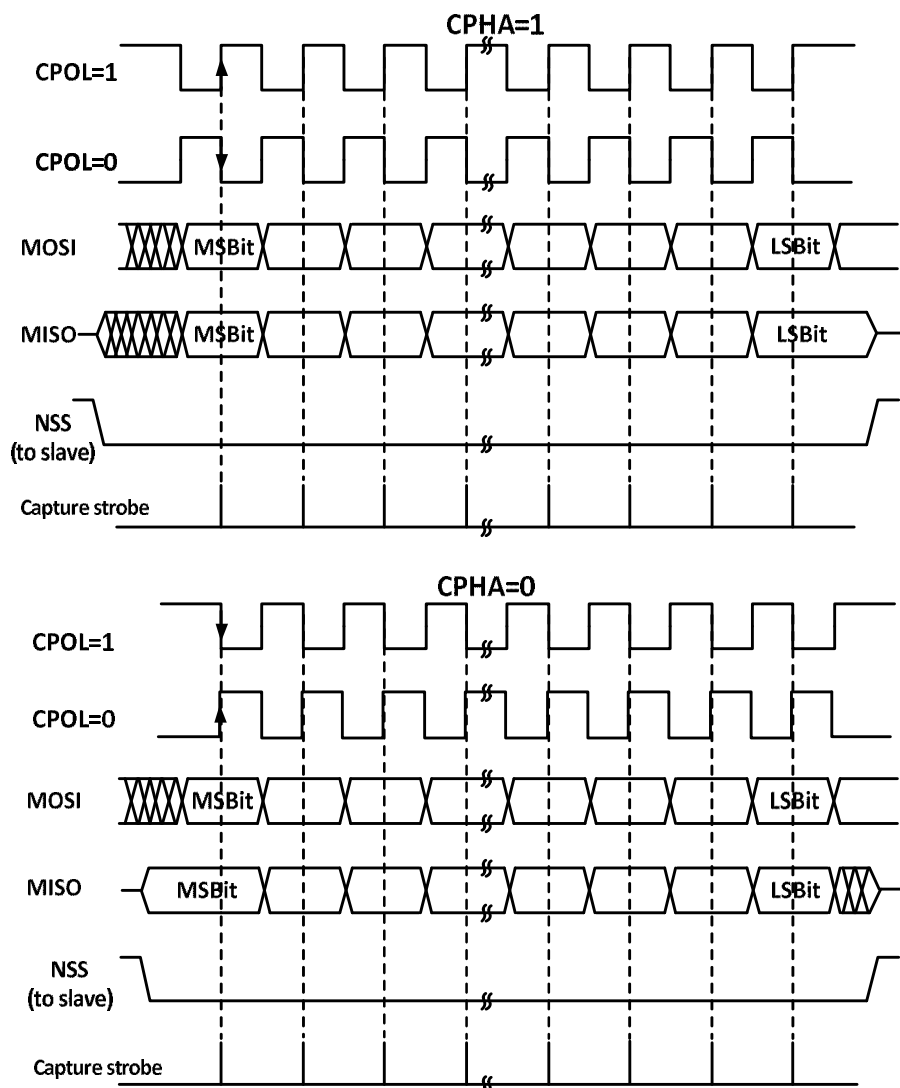 CPHA=1
CPOL=1
CPOL=0
MOSI MSBit LSBit
MISO MSBit LSBit
NSS
(to slave)
Capture strobe
CPHA=0
CPOL=1
CPOL=0
MOSI MSBit LSBit
MISO MSBit LSBit
NSS
(to slave)
Capture strobe